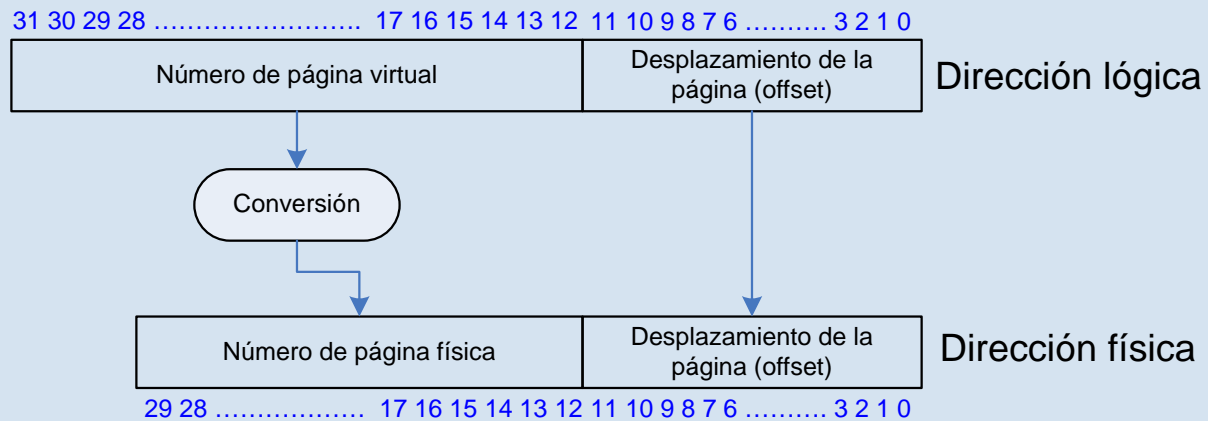 31 30 29 28 ........................ 17 16 15 14 13 12 11 10 9 8 7 6 .......... 3 2 1 0
Número de página virtual
Desplazamiento de la
página (offset)
Dirección lógica
Conversión
Número de página física
Desplazamiento de la
página (offset)
Dirección física
29 28 ................. 17 16 15 14 13 12 11 10 9 8 7 6 .......... 3 2 1 0